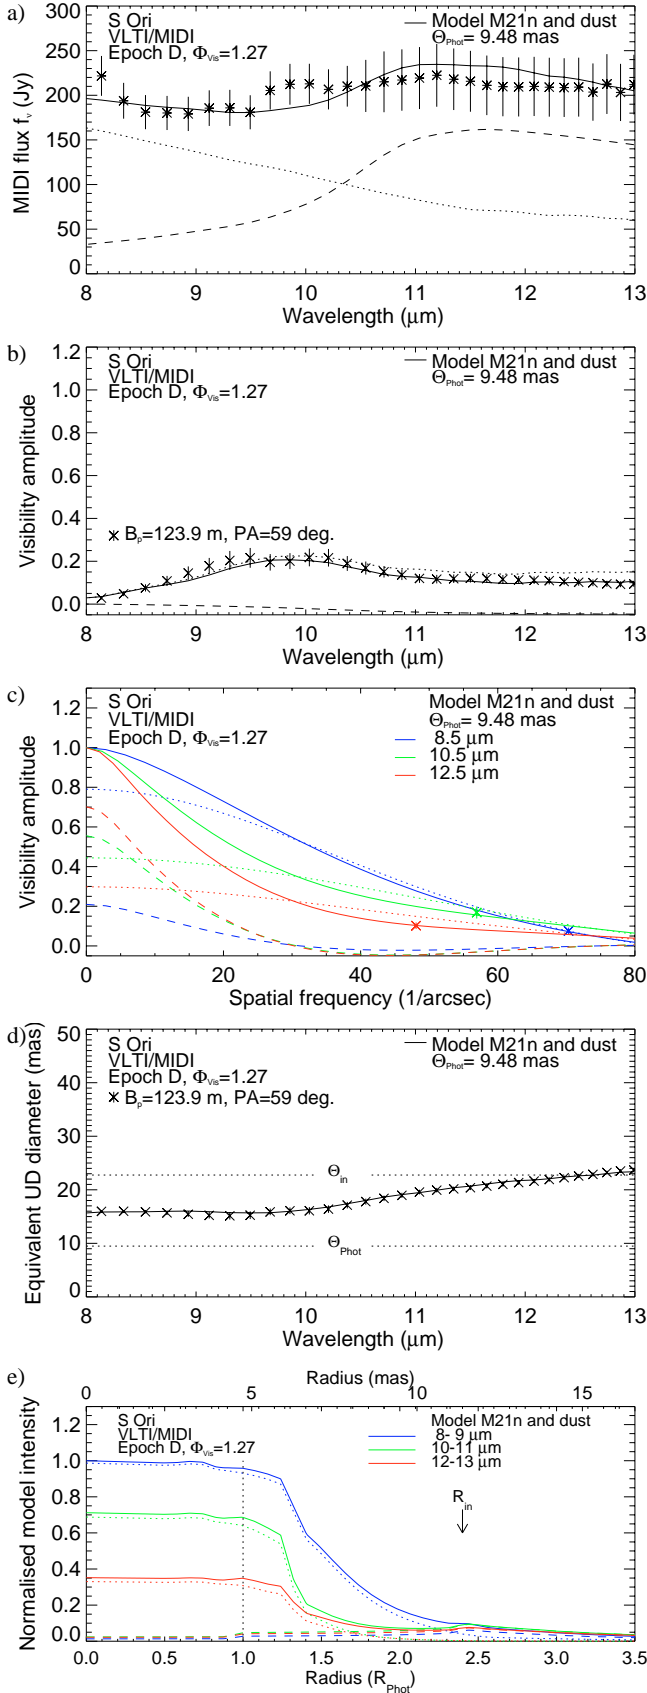 a)
S Ori
VLTI/MIDI
Epoch D, Φ_Vis=1.27
Model M21n and dust
Θ_Phot= 9.48 mas
MIDI flux f_ν (Jy)
300
250
200
150
100
50
0
8 9 10 11 12 13
Wavelength (μm)
b)
S Ori
VLTI/MIDI
Epoch D, Φ_Vis=1.27
Model M21n and dust
Θ_Phot= 9.48 mas
B_p=123.9 m, PA=59 deg.
Visibility amplitude
1.2
1.0
0.8
0.6
0.4
0.2
0.0
8 9 10 11 12 13
Wavelength (μm)
c)
S Ori
VLTI/MIDI
Epoch D, Φ_Vis=1.27
Model M21n and dust
Θ_Phot= 9.48 mas
8.5 μm
10.5 μm
12.5 μm
Visibility amplitude
1.2
1.0
0.8
0.6
0.4
0.2
0.0
0 20 40 60 80
Spatial frequency (1/arcsec)
d)
S Ori
VLTI/MIDI
Epoch D, Φ_Vis=1.27
B_p=123.9 m, PA=59 deg.
Model M21n and dust
Θ_Phot= 9.48 mas
Θ_in
Θ_Phot
Equivalent UD diameter (mas)
50
40
30
20
10
0
8 9 10 11 12 13
Wavelength (μm)
e)
Radius (mas)
0 5 10 15
S Ori
VLTI/MIDI
Epoch D, Φ_Vis=1.27
Model M21n and dust
8- 9 μm
10-11 μm
12-13 μm
R_in
Normalised model intensity
1.2
1.0
0.8
0.6
0.4
0.2
0.0
0.0 0.5 1.0 1.5 2.0 2.5 3.0 3.5
Radius (R_Phot)